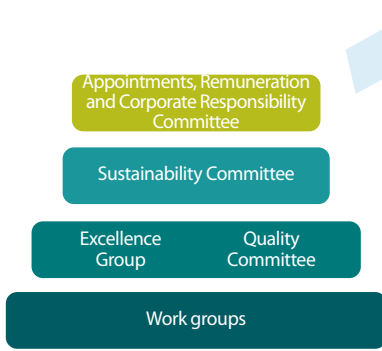 Appointments, Remuneration
and Corporate Responsibility
Committee
Sustainability Committee
Excellence
Group
Quality
Committee
Work groups